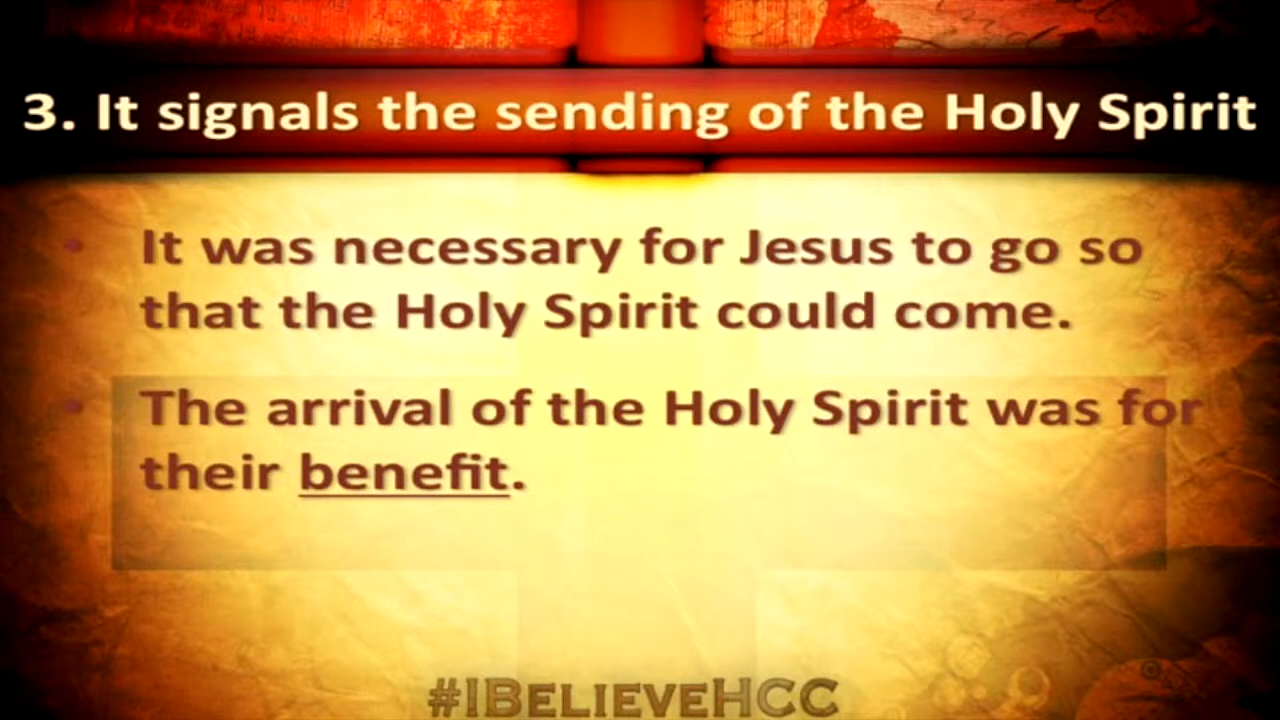 3. It signals the sending of the Holy Spirit
• It was necessary for Jesus to go so
that the Holy Spirit could come.
• The arrival of the Holy Spirit was for
their benefit.
#IBelieveHCC